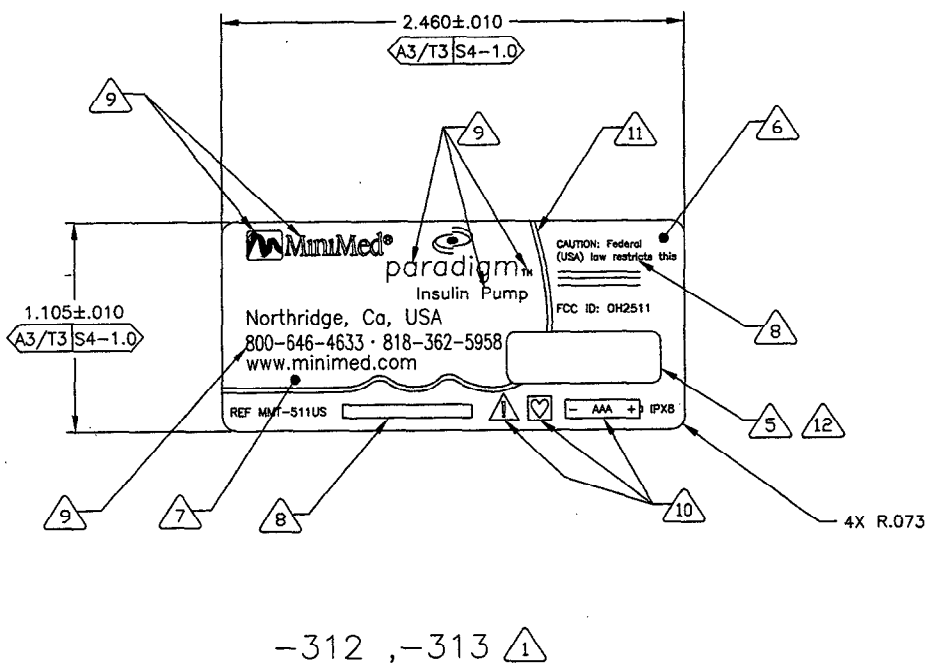 2.460±.010
A3/T3 S4-1.0
9
9
11
6
MiniMed®
paradigm™
Insulin Pump
CAUTION: Federal
(USA) law restricts this
FCC ID: OH2511
1.105±.010
A3/T3 S4-1.0
Northridge, Ca, USA
800-646-4633 · 818-362-5958
www.minimed.com
8
REF MMT-511US
!
- AAA +
IPX8
5 12
9
7
8
10
4X R.073
-312 ,-313 1